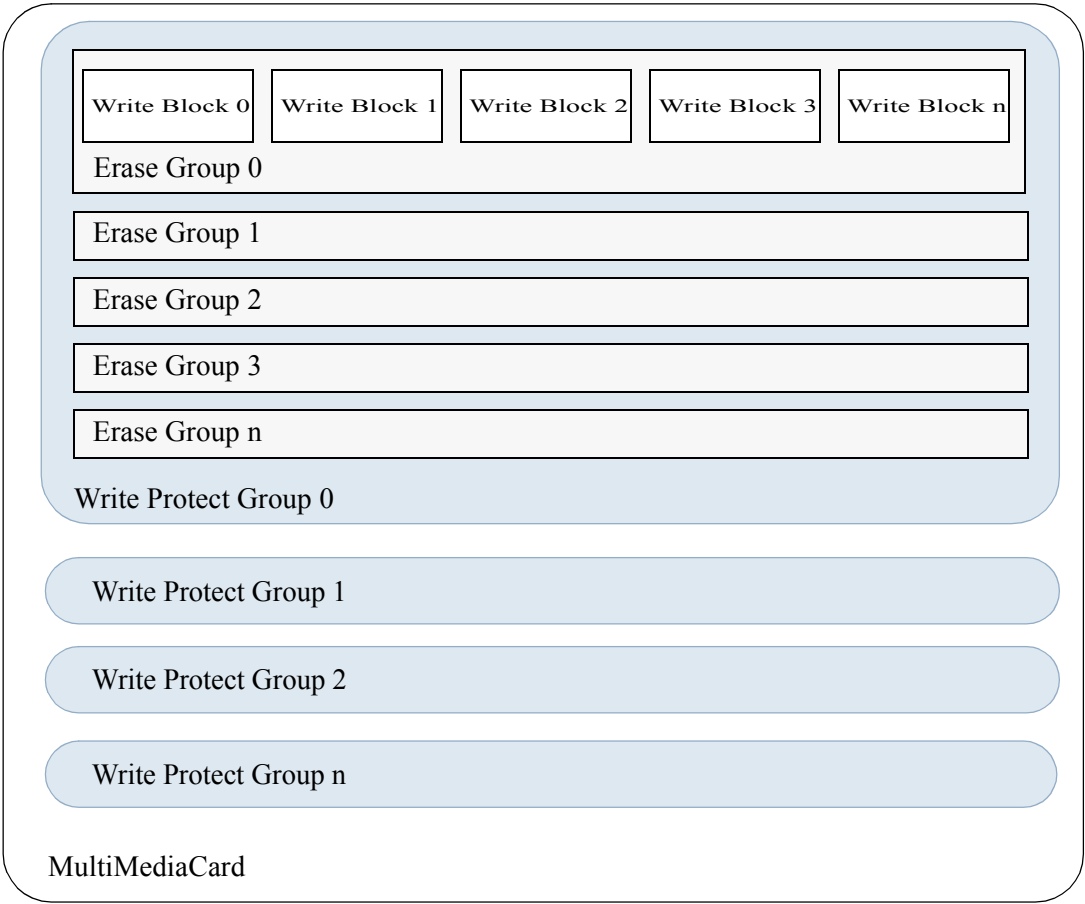 Write Block 0
Write Block 1
Write Block 2
Write Block 3
Write Block n
Erase Group 0
Erase Group 1
Erase Group 2
Erase Group 3
Erase Group n
Write Protect Group 0
Write Protect Group 1
Write Protect Group 2
Write Protect Group n
MultiMediaCard